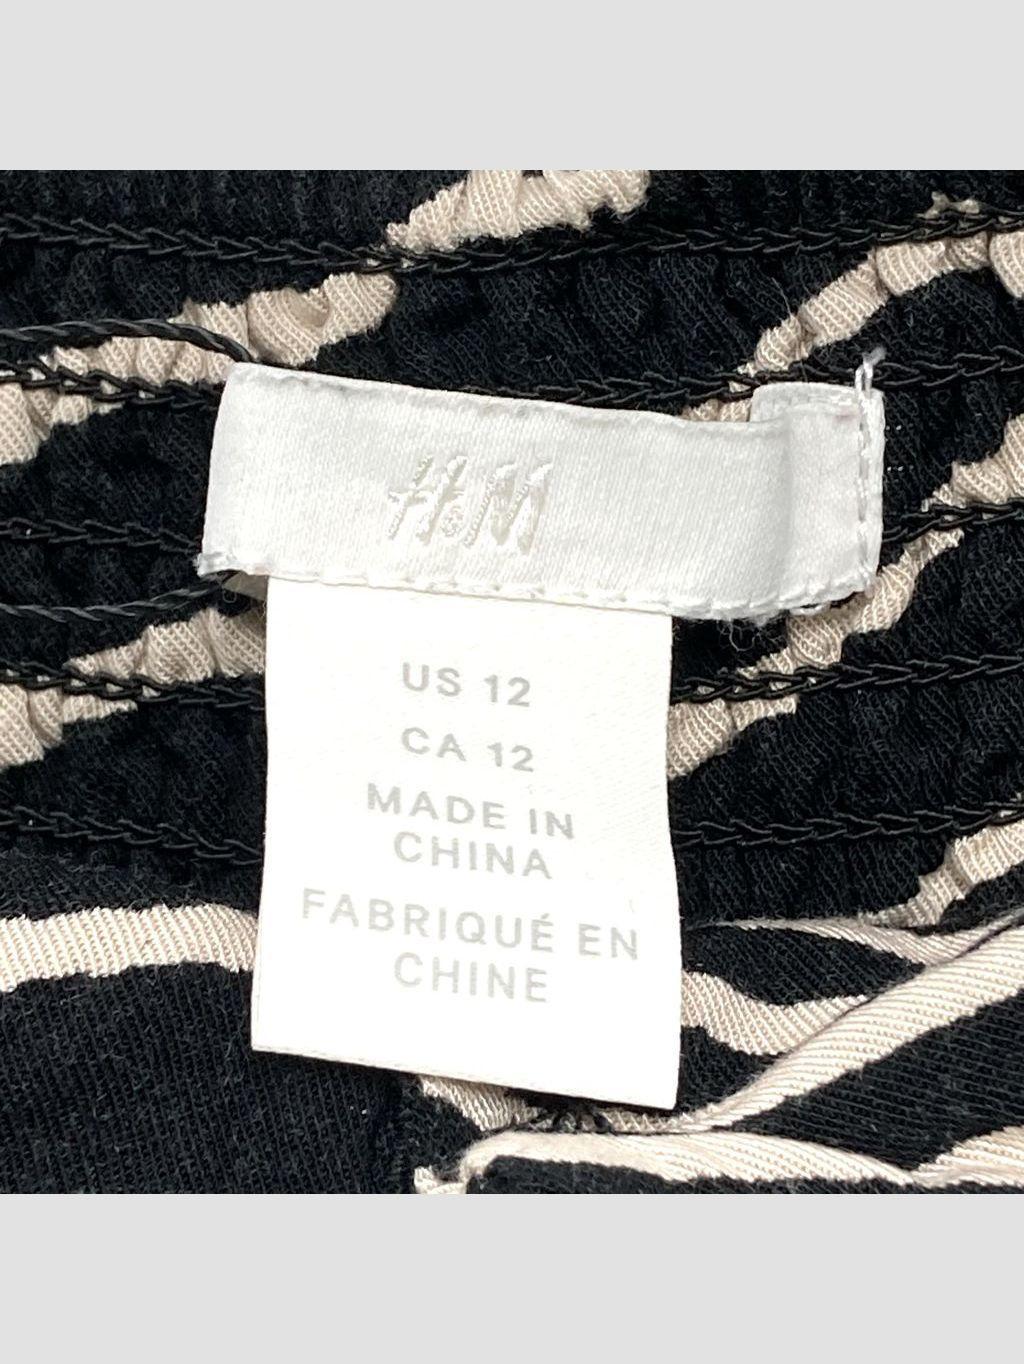 H&M
US 12
CA 12
MADE IN
CHINA
FABRIQUÉ EN
CHINE